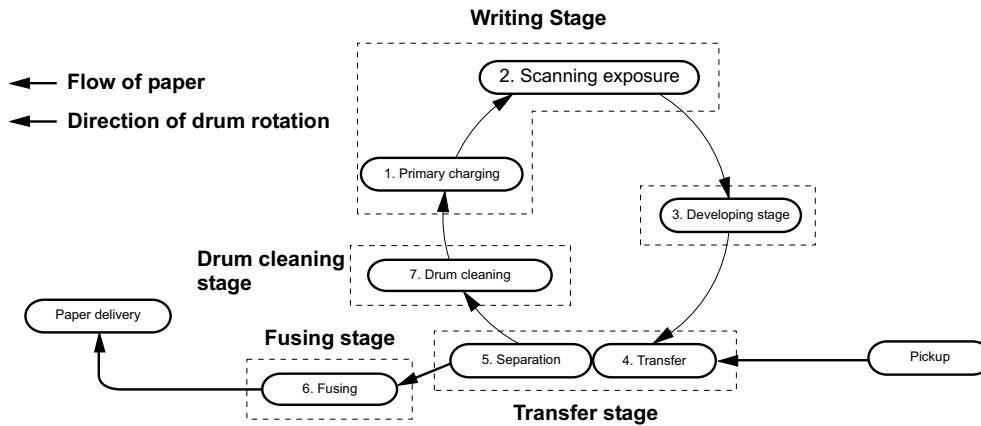 Writing Stage
2. Scanning exposure
Flow of paper
Direction of drum rotation
1. Primary charging
3. Developing stage
Drum cleaning
stage
7. Drum cleaning
Paper delivery
Fusing stage
5. Separation
4. Transfer
Pickup
6. Fusing
Transfer stage